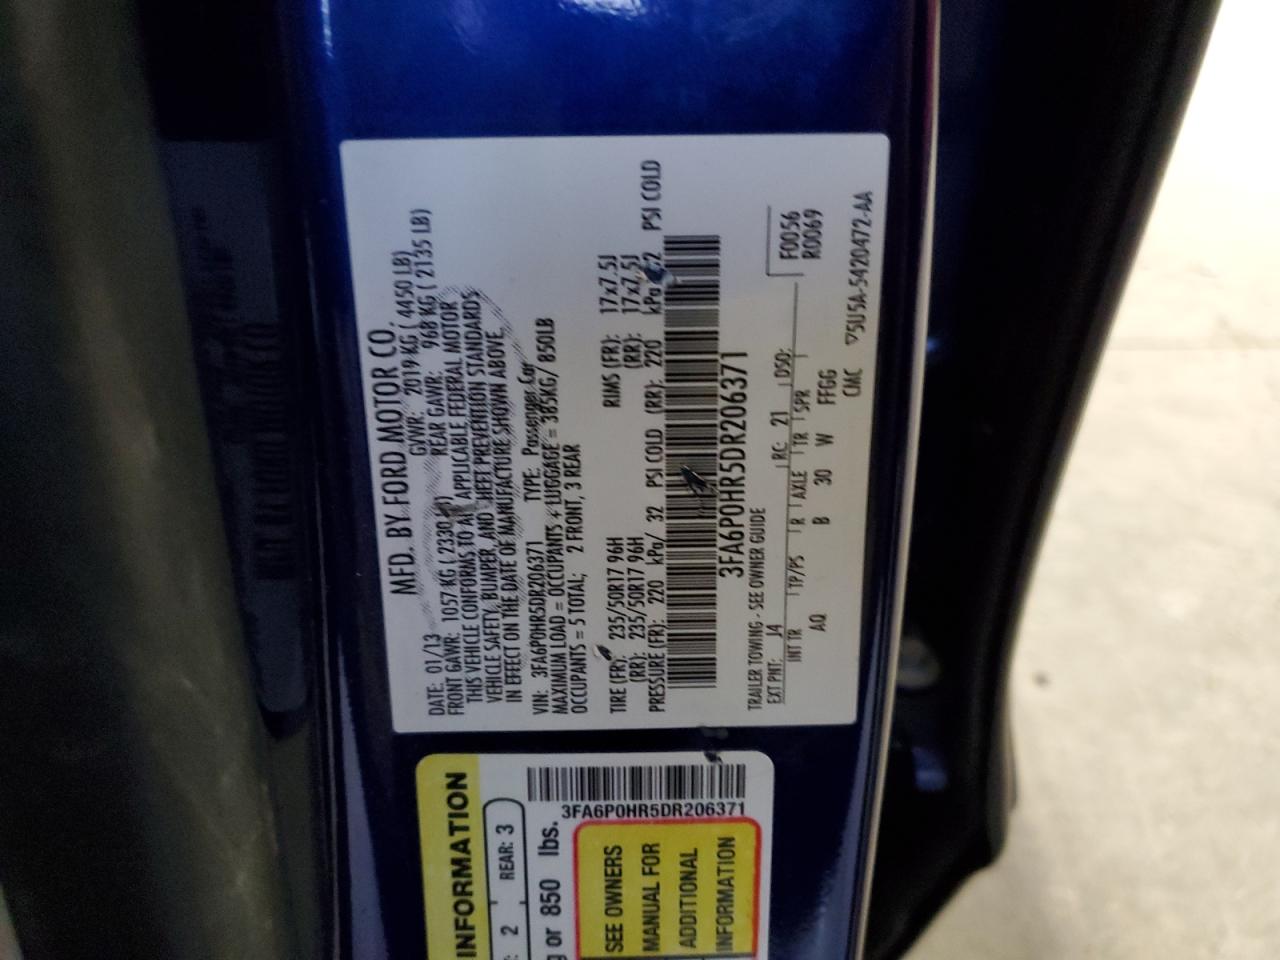 MFD. BY FORD MOTOR CO.
DATE: 01/13 GVWR: 2019 KG ( 4450 LB)
FRONT GAWR: 1057 KG ( 2330 LB) REAR GAWR: 968 KG ( 2135 LB)
THIS VEHICLE CONFORMS TO ALL APPLICABLE FEDERAL MOTOR
VEHICLE SAFETY, BUMPER, AND THEFT PREVENTION STANDARDS
IN EFFECT ON THE DATE OF MANUFACTURE SHOWN ABOVE.
VIN: 3FA6P0HR5DR206371 TYPE: Passenger Car
MAXIMUM LOAD = OCCUPANTS + LUGGAGE = 385KG/ 850LB
OCCUPANTS = 5 TOTAL; 2 FRONT, 3 REAR
TIRE (FR): 235/50R17 96H RIMS (FR): 17x7.5J
(RR): 235/50R17 96H (RR): 17x7.5J
PRESSURE (FR): 220 kPa/ 32 PSI COLD (RR): 220 kPa PSI COLD
3FA6P0HR5DR206371
TRAILER TOWING - SEE OWNER GUIDE
F0056
R0069
EXT PNT: J4 RC: 21 DSO:
INT TR TP/PS R AXLE TR SPR
AQ B 30 W FFGG
CMC ▽5U5A-5420472-AA
INFORMATION
2 REAR: 3
or 850 lbs.
3FA6P0HR5DR206371
SEE OWNERS
MANUAL FOR
ADDITIONAL
INFORMATION